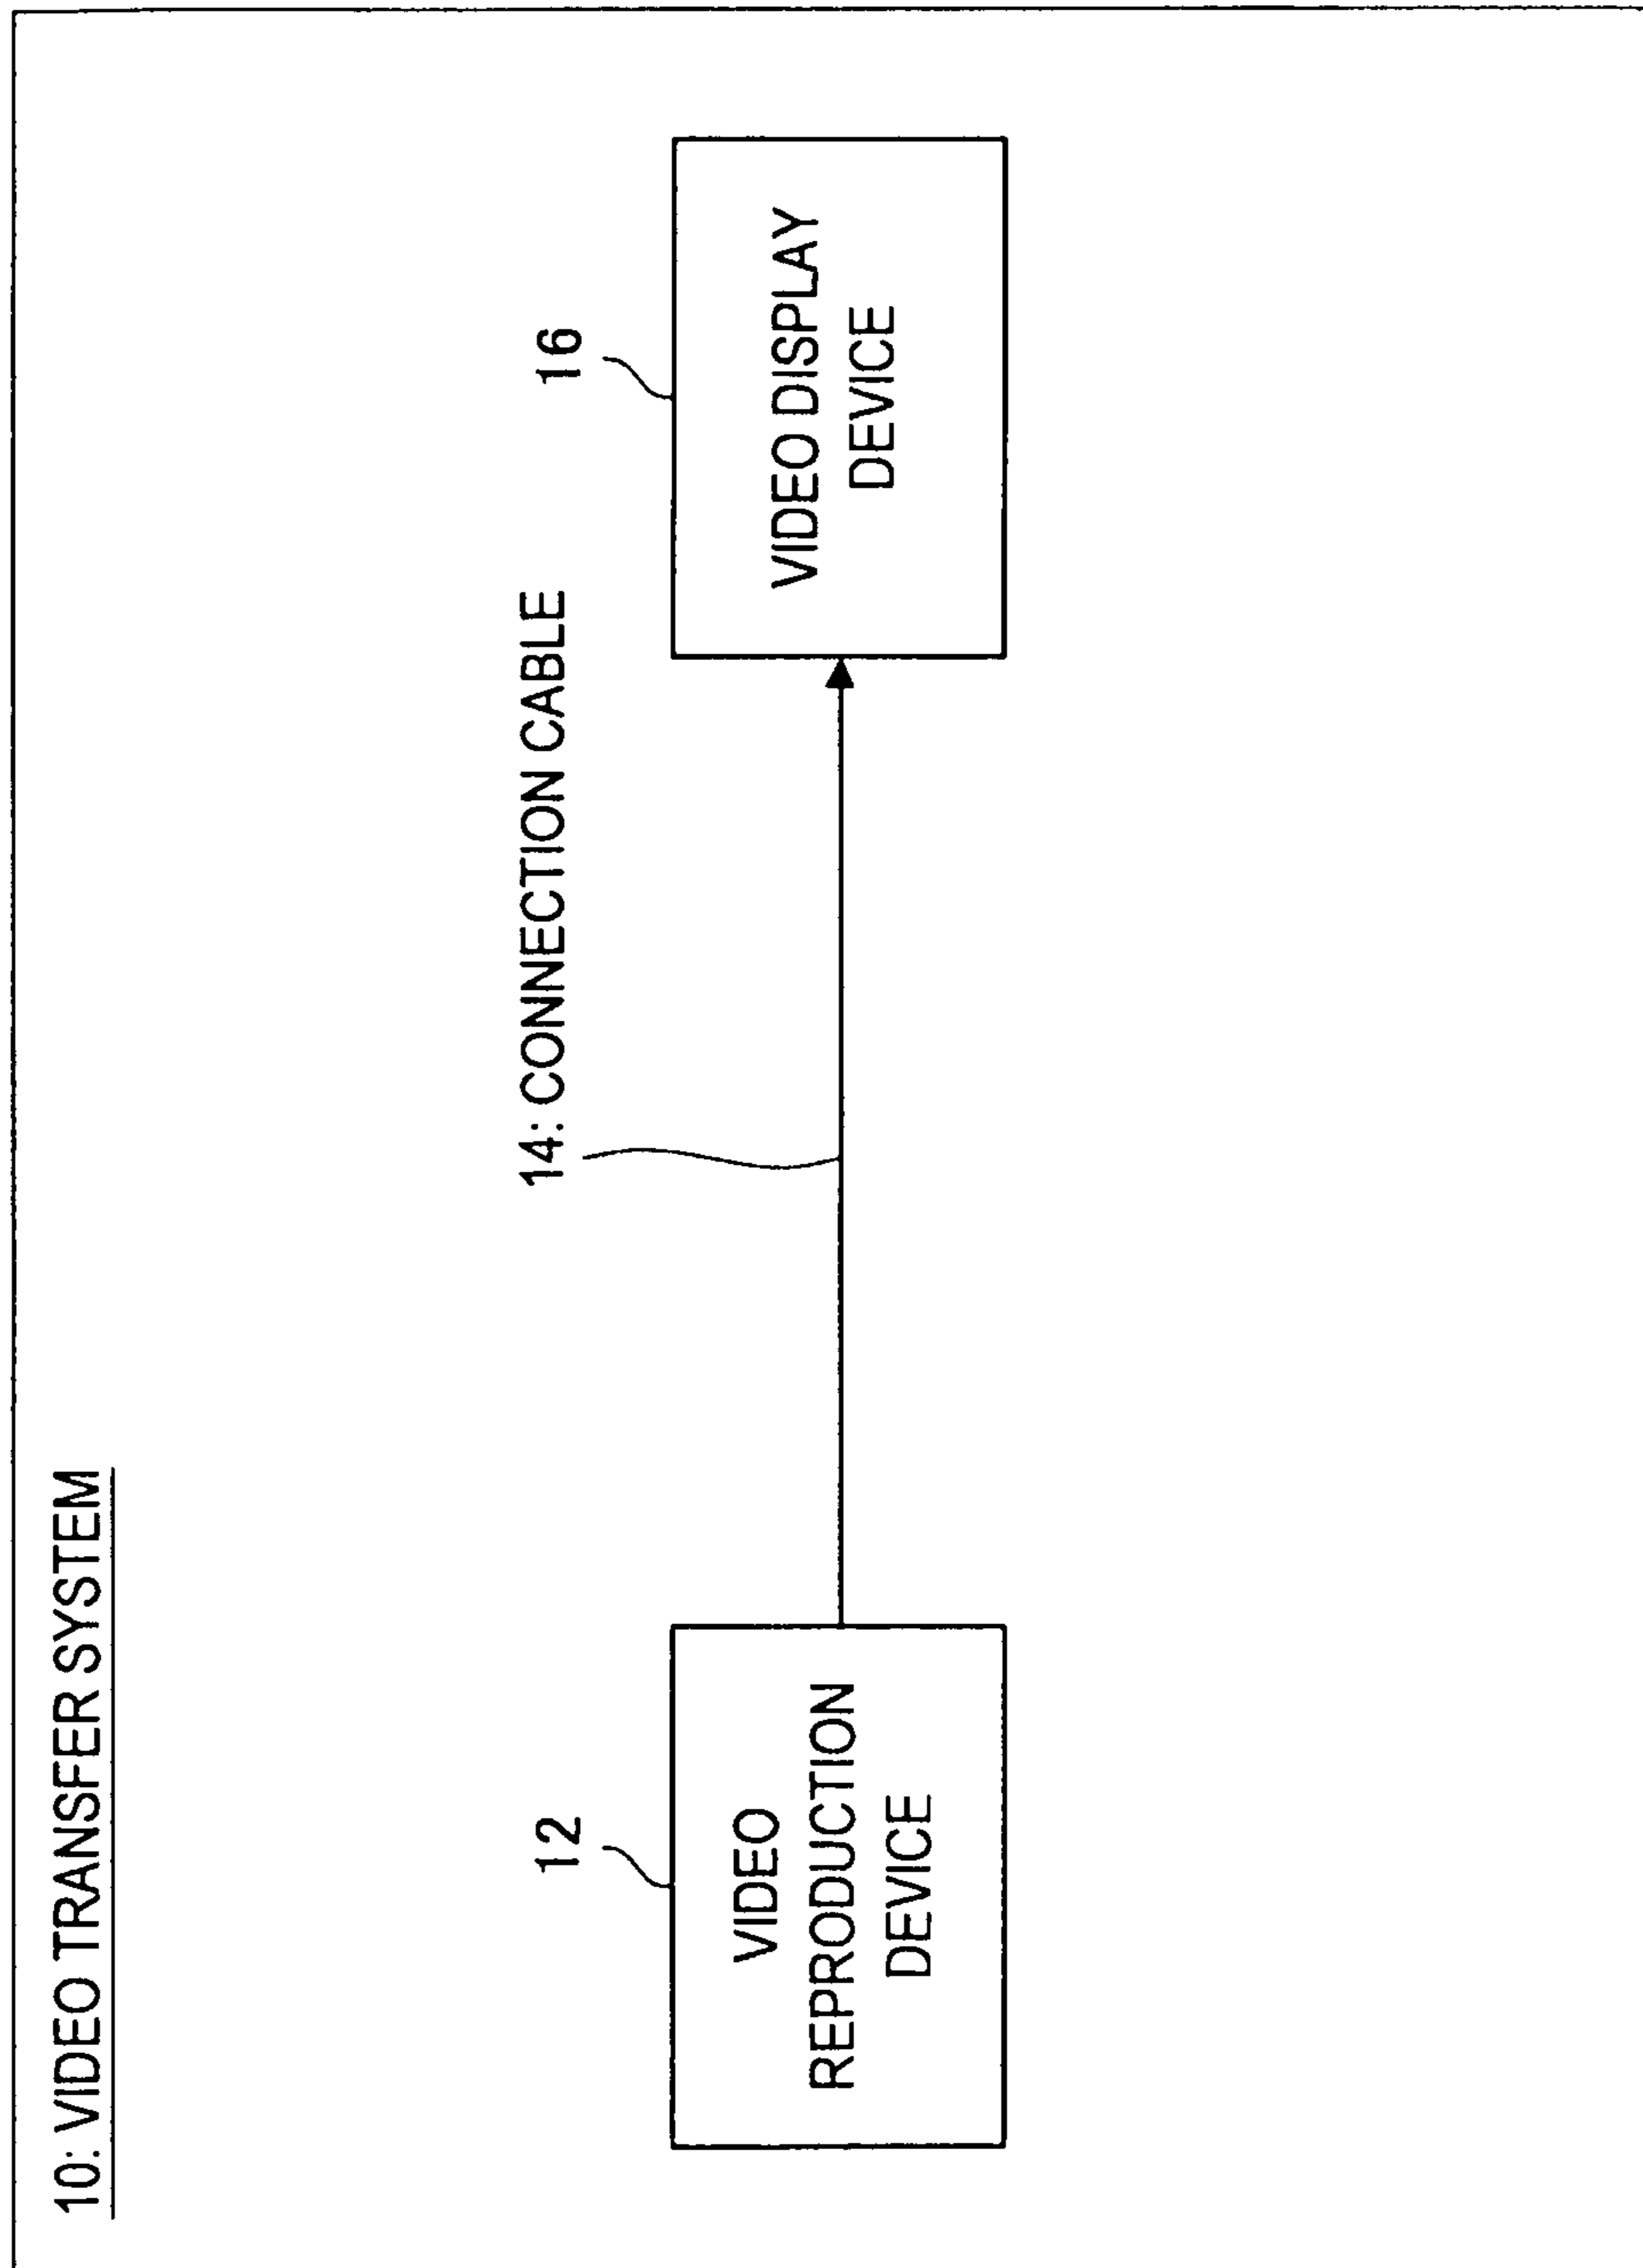 10: VIDEO TRANSFER SYSTEM
12
VIDEO
REPRODUCTION
DEVICE
14: CONNECTION CABLE
16
VIDEO DISPLAY
DEVICE